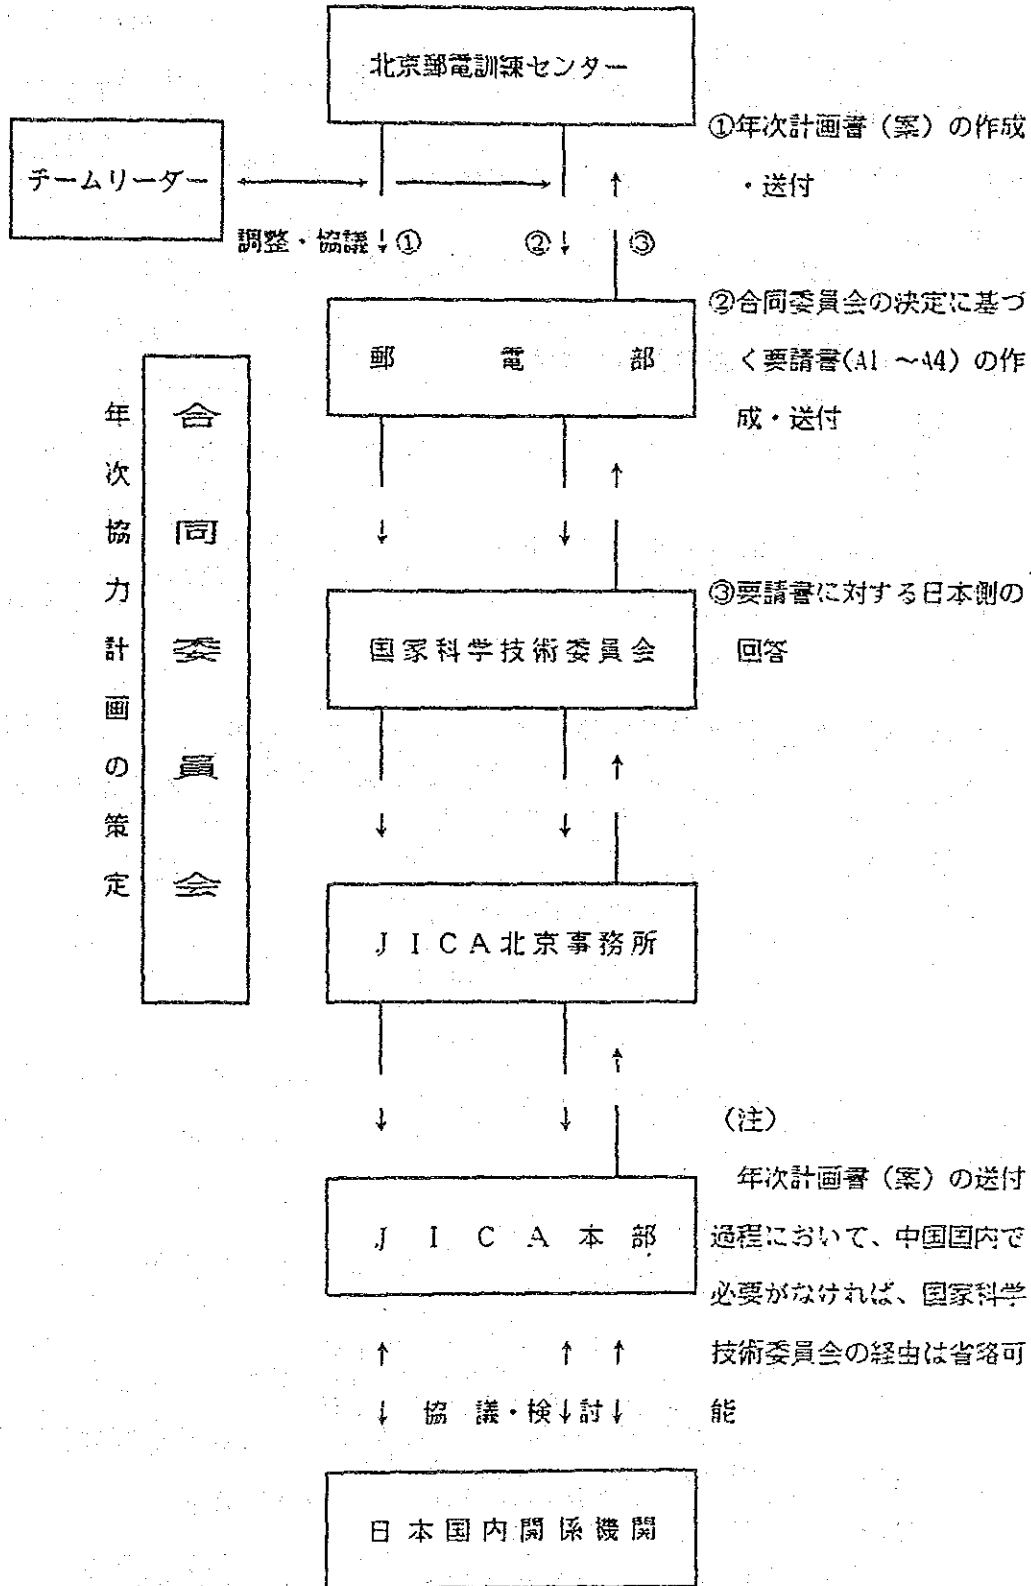 北京郵電訓練センター
①年次計画書（案）の作成
・送付
チームリーダー
調整・協議 ①
②
③
②合同委員会の決定に基づ
く要請書(A1～A4)の作
成・送付
郵電部
年次協力計画の策定
合同委員会
③要請書に対する日本側の
回答
国家科学技術委員会
JICA北京事務所
JICA本部
（注）
年次計画書（案）の送付
過程において、中国国内で
必要がなければ、国家科学
技術委員会の経由は省略可
能
協議・検討
日本国内関係機関